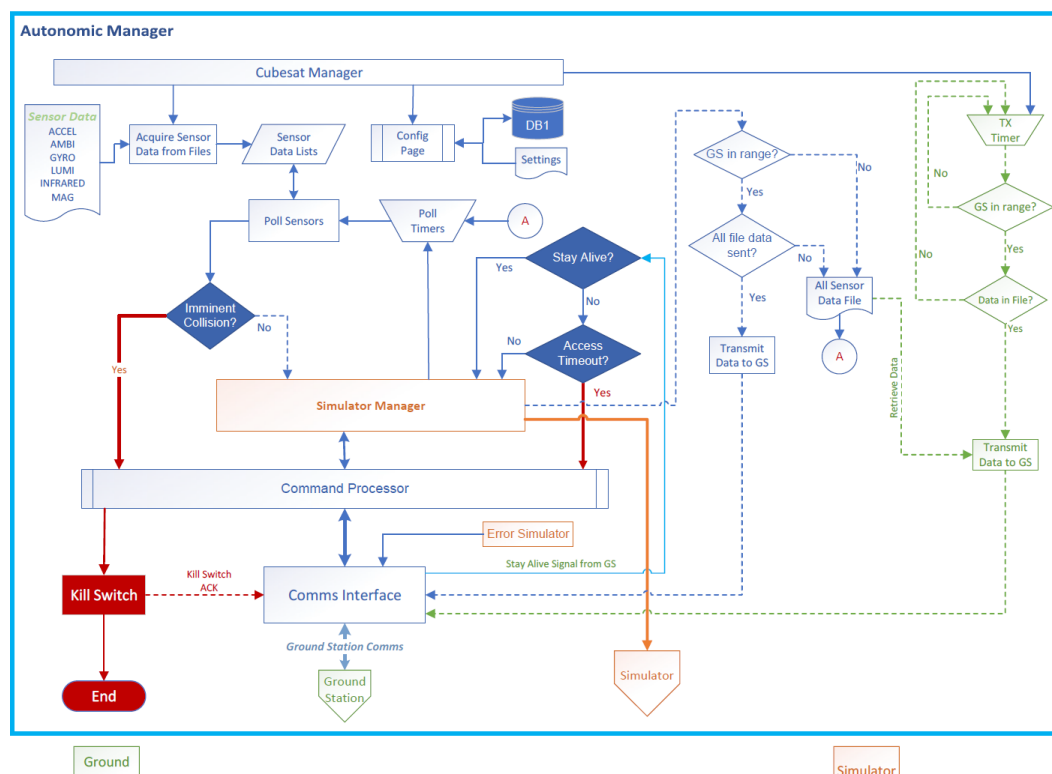 Autonomic Manager
Cubesat Manager
Sensor Data
ACCEL
AMBI
GYRO
LUMI
INFRARED
MAG
Acquire Sensor
Data from Files
Sensor
Data Lists
Config
Page
DB1
Settings
GS in range?
No
Yes
TX
Timer
No
GS in range?
Yes
No
Poll Sensors
Poll
Timers
A
All file data
sent?
No
Yes
Stay Alive?
Yes
No
All Sensor
Data File
Data in File?
Yes
Imminent
Collision?
No
Yes
Access
Timeout?
No
Yes
Transmit
Data to GS
A
Retrieve Data
Simulator Manager
Transmit
Data to GS
Command Processor
Error Simulator
Stay Alive Signal from GS
Kill Switch
Kill Switch
ACK
Comms Interface
Ground Station Comms
Ground
Station
Simulator
End
Ground
Simulator